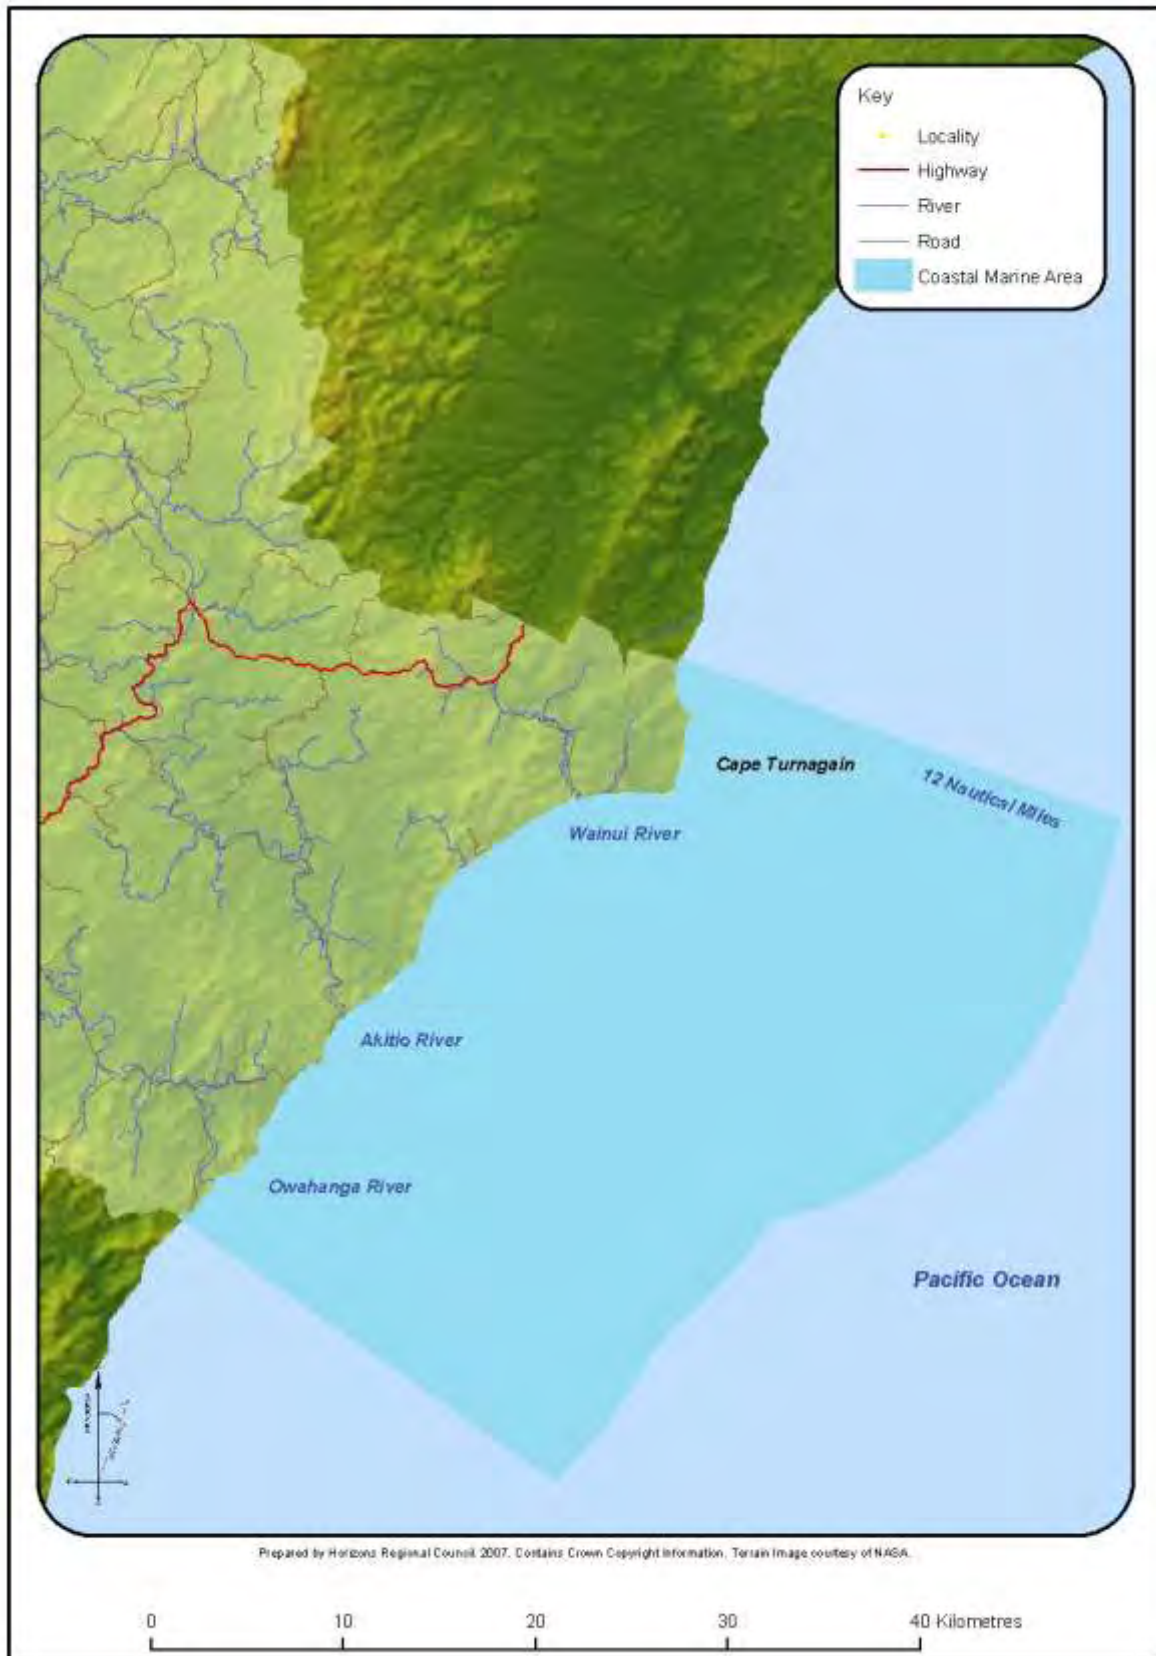 Key
Locality
Highway
River
Road
Coastal Marine Area
Cape Turnagain
12 Nautical Miles
Wainui River
Akitio River
Owahanga River
Pacific Ocean
Prepared by Horizons Regional Council 2007. Contains Crown Copyright Information. Terrain Image courtesy of NASA.
0 10 20 30 40 Kilometres